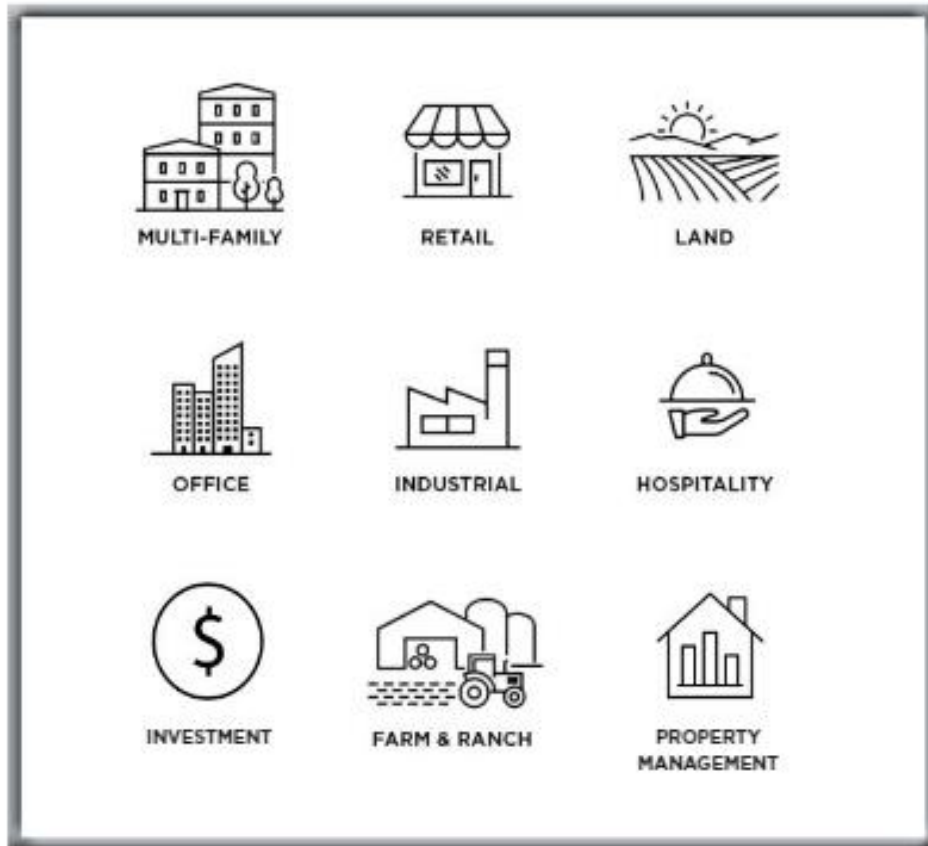 MULTI-FAMILY
RETAIL
LAND
OFFICE
INDUSTRIAL
HOSPITALITY
$
INVESTMENT
FARM & RANCH
PROPERTY
MANAGEMENT